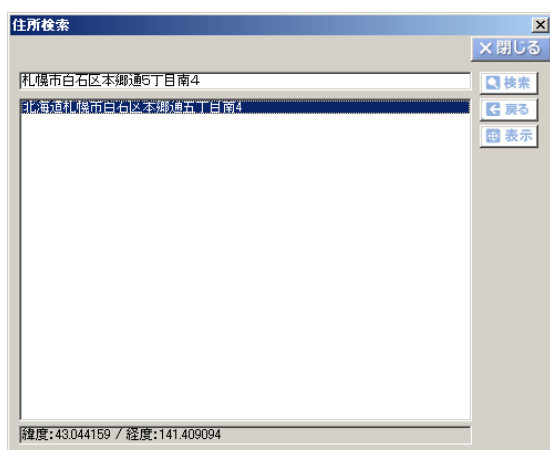 住所検索
×閉じる
札幌市白石区本郷通5丁目南4
検索
北海道札幌市白石区本郷通五丁目南4
戻る
表示
緯度:43.044159 / 経度:141.409094